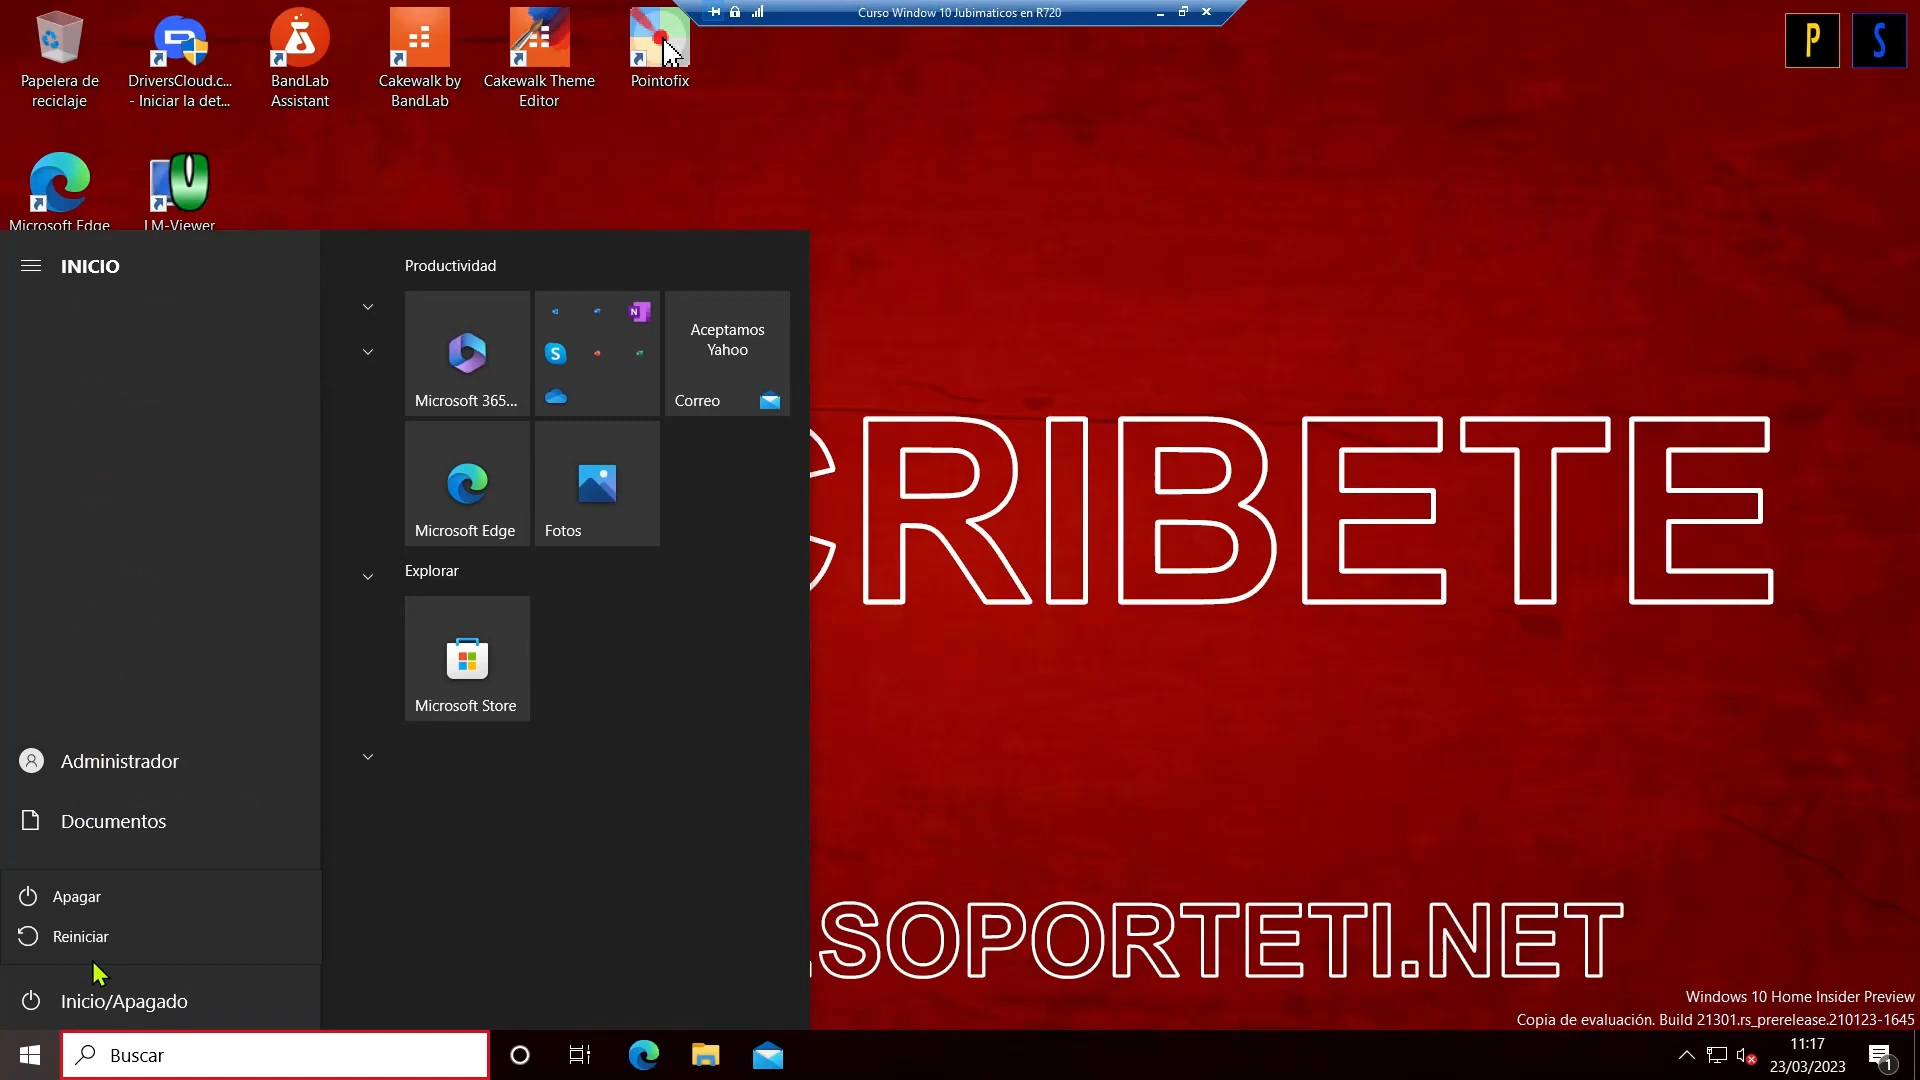 Curso Window 10 Jubimaticos en R720
P
S
Papelera de
reciclaje
DriversCloud.c...
- Iniciar la det...
BandLab
Assistant
Cakewalk by
BandLab
Cakewalk Theme
Editor
Pointofix
Microsoft Edge
LM-Viewer
INICIO
Productividad
Microsoft 365...
N
S
Aceptamos
Yahoo
Correo
Microsoft Edge
Fotos
Explorar
Microsoft Store
Administrador
Documentos
Apagar
Reiniciar
Inicio/Apagado
CRIBETE
.SOPORTETI.NET
Windows 10 Home Insider Preview
Copia de evaluación. Build 21301.rs_prerelease.210123-1645
Buscar
11:17
23/03/2023
1